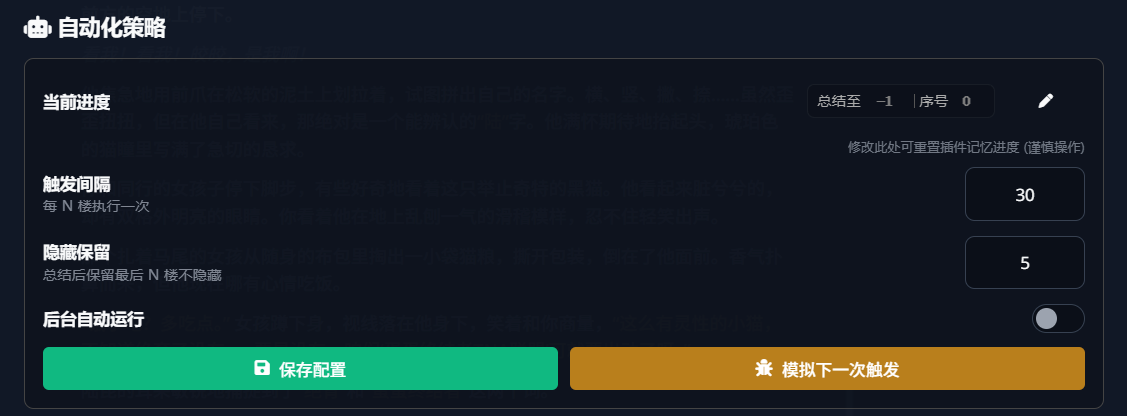 自动化策略
当前进度
总结至 -1 | 序号 0
修改此处可重置插件记忆进度 (谨慎操作)
触发间隔
每 N 楼执行一次
30
隐藏保留
总结后保留最后 N 楼不隐藏
5
后台自动运行
保存配置
模拟下一次触发